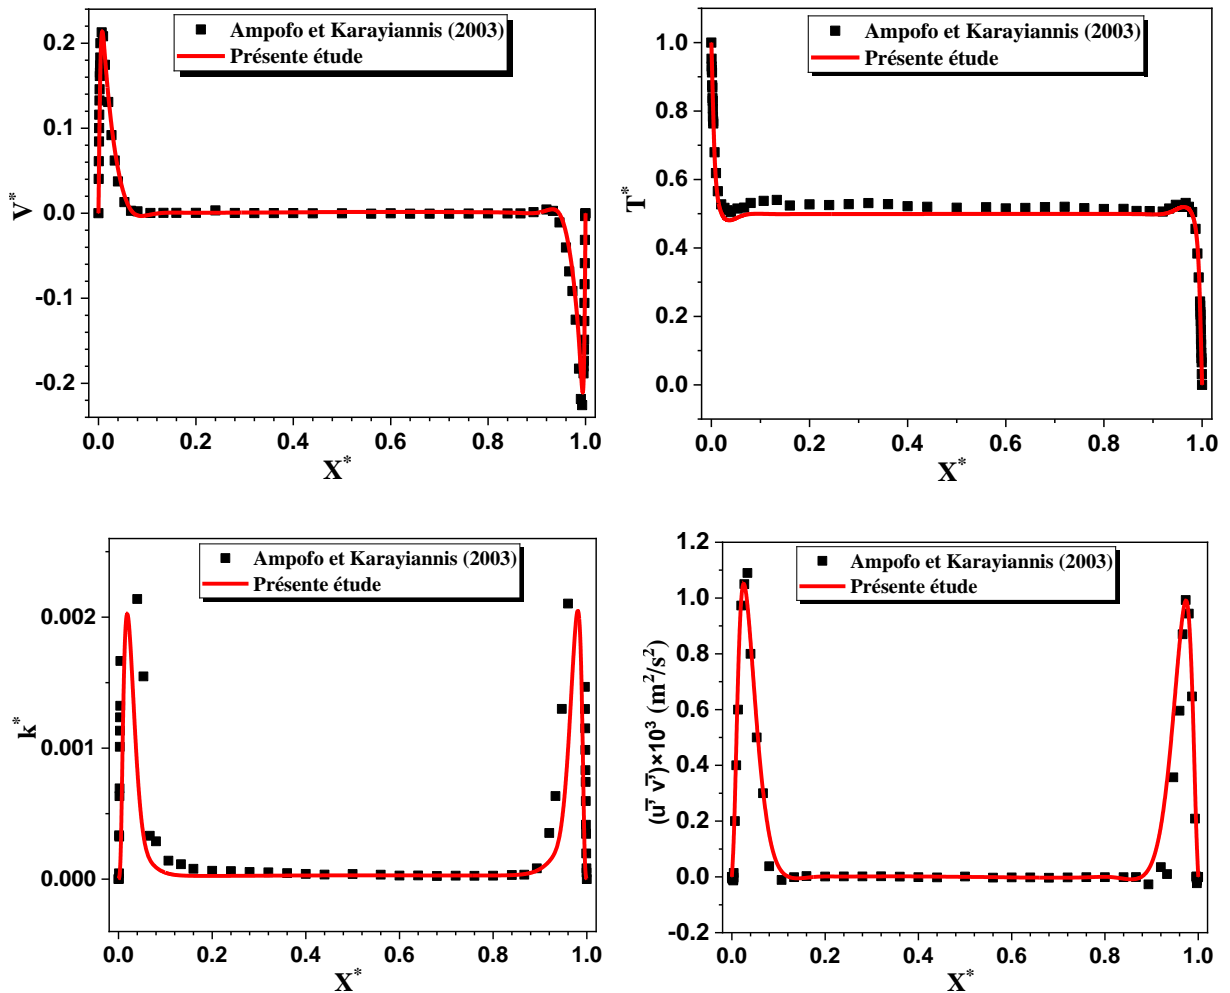 Ampofo et Karayiannis (2003)
Présente étude
V*
0.2
0.1
0.0
-0.1
-0.2
0.0 0.2 0.4 0.6 0.8 1.0
X*
Ampofo et Karayiannis (2003)
Présente étude
T*
1.0
0.8
0.6
0.4
0.2
0.0
0.0 0.2 0.4 0.6 0.8 1.0
X*
Ampofo et Karayiannis (2003)
Présente étude
k*
0.002
0.001
0.000
0.0 0.2 0.4 0.6 0.8 1.0
X*
Ampofo et Karayiannis (2003)
Présente étude
(u̅'̅ v̅'̅)×10³ (m²/s²)
1.2
1.0
0.8
0.6
0.4
0.2
0.0
-0.2
0.0 0.2 0.4 0.6 0.8 1.0
X*